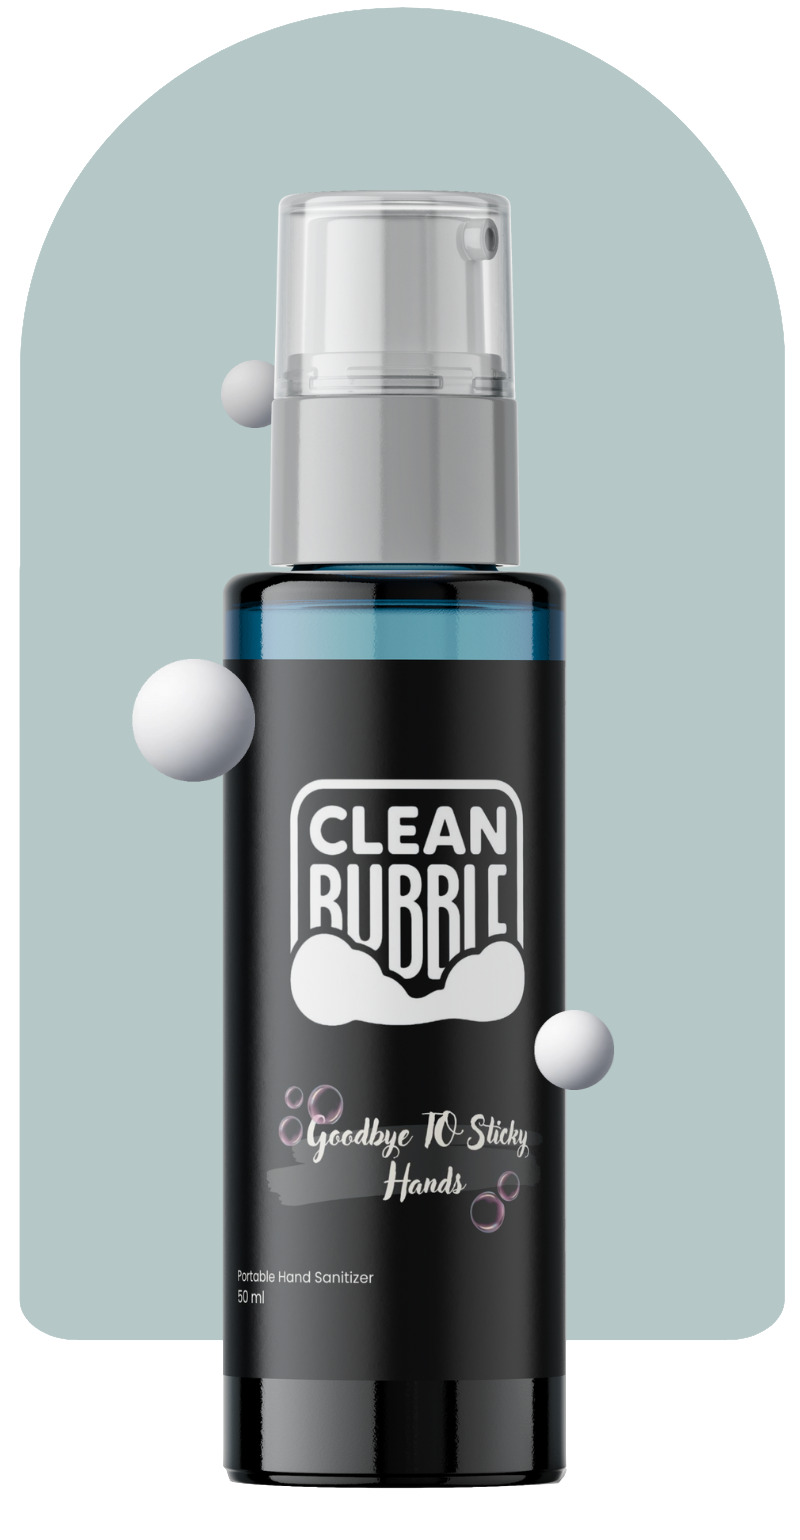 CLEAN
BUBBLE
Goodbye TO Sticky
Hands
Portable Hand Sanitizer
50 ml